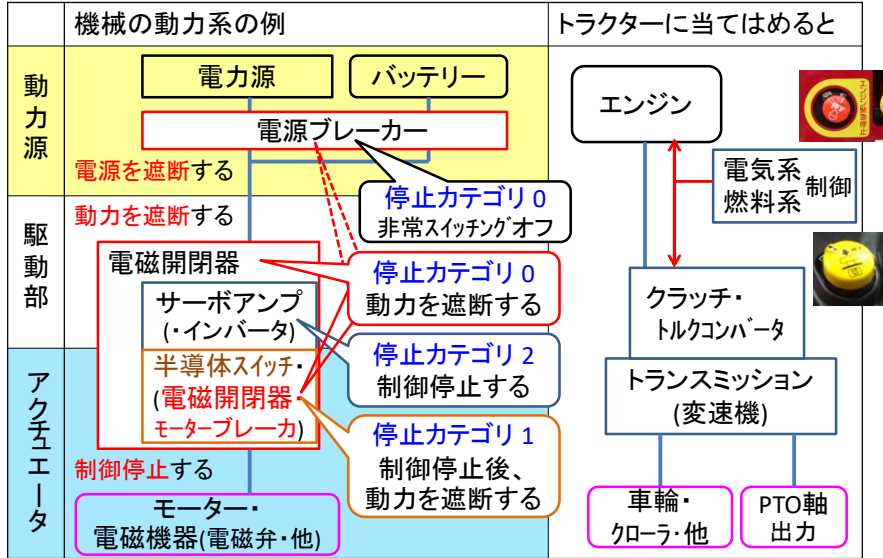 機械の動力系の例
トラクターに当てはめると
動力源
電力源
バッテリー
電源ブレーカー
電源を遮断する
停止カテゴリ 0
非常スイッチングオフ
エンジン
エンジン緊急停止
電気系
燃料系
制御
駆動部
動力を遮断する
電磁開閉器
停止カテゴリ 0
動力を遮断する
サーボアンプ
(・インバータ)
停止カテゴリ 2
制御停止する
クラッチ・
トルクコンバータ
アクチュエータ
半導体スイッチ・
(電磁開閉器・
モーターブレーカ)
停止カテゴリ 1
制御停止後、
動力を遮断する
制御停止する
モーター・
電磁機器(電磁弁・他)
トランスミッション
(変速機)
車輪・
クローラ・他
PTO軸
出力